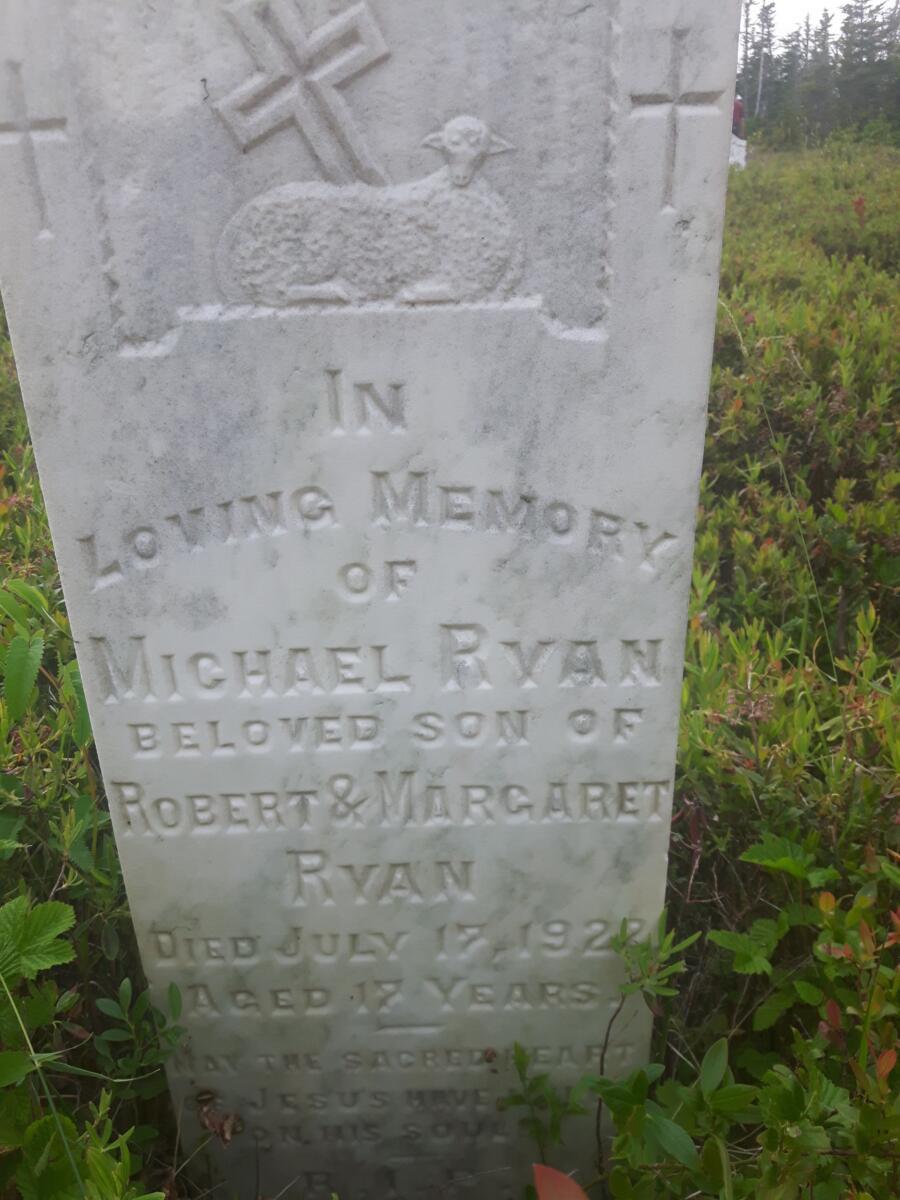 IN
LOVING MEMORY
OF
MICHAEL RYAN
BELOVED SON OF
ROBERT & MARGARET
RYAN
DIED JULY 17, 1922
AGED 17 YEARS.
MAY THE SACRED HEART
OF JESUS HAVE
ON HIS SOUL
R.I.P.